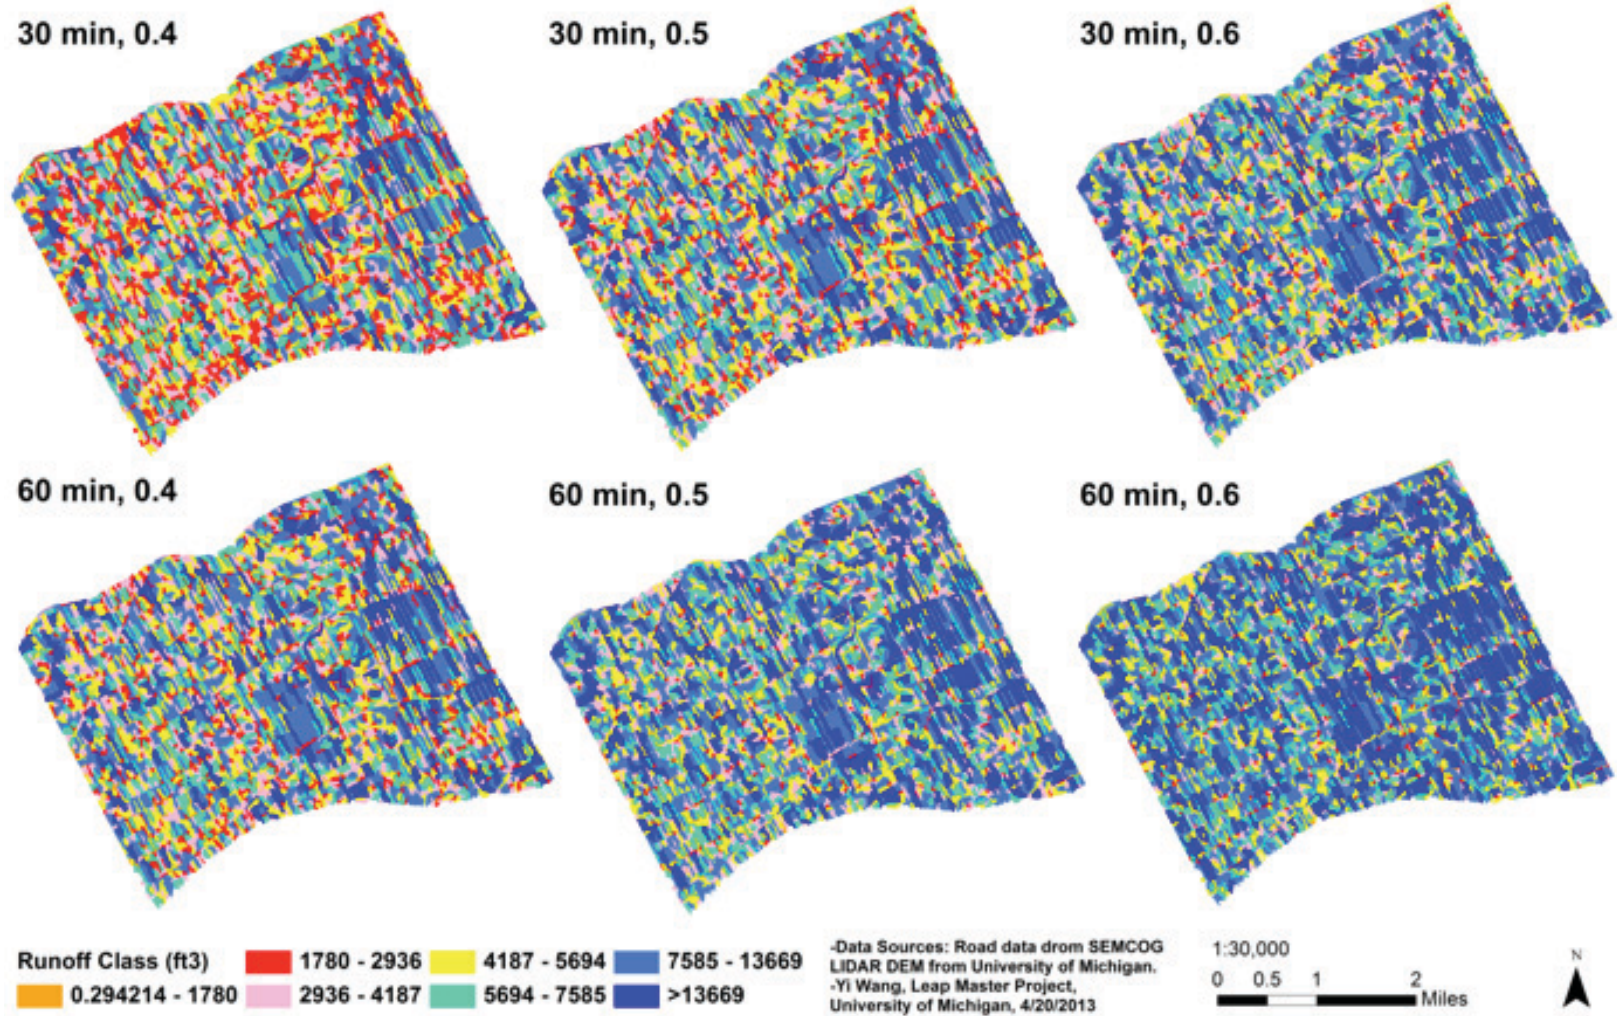 30 min, 0.4
30 min, 0.5
30 min, 0.6
60 min, 0.4
60 min, 0.5
60 min, 0.6
Runoff Class (ft3)
0.294214 - 1780
1780 - 2936
2936 - 4187
4187 - 5694
5694 - 7585
7585 - 13669
>13669
-Data Sources: Road data drom SEMCOG
LIDAR DEM from University of Michigan.
-Yi Wang, Leap Master Project,
University of Michigan, 4/20/2013
1:30,000
0 0.5 1 2
Miles
N